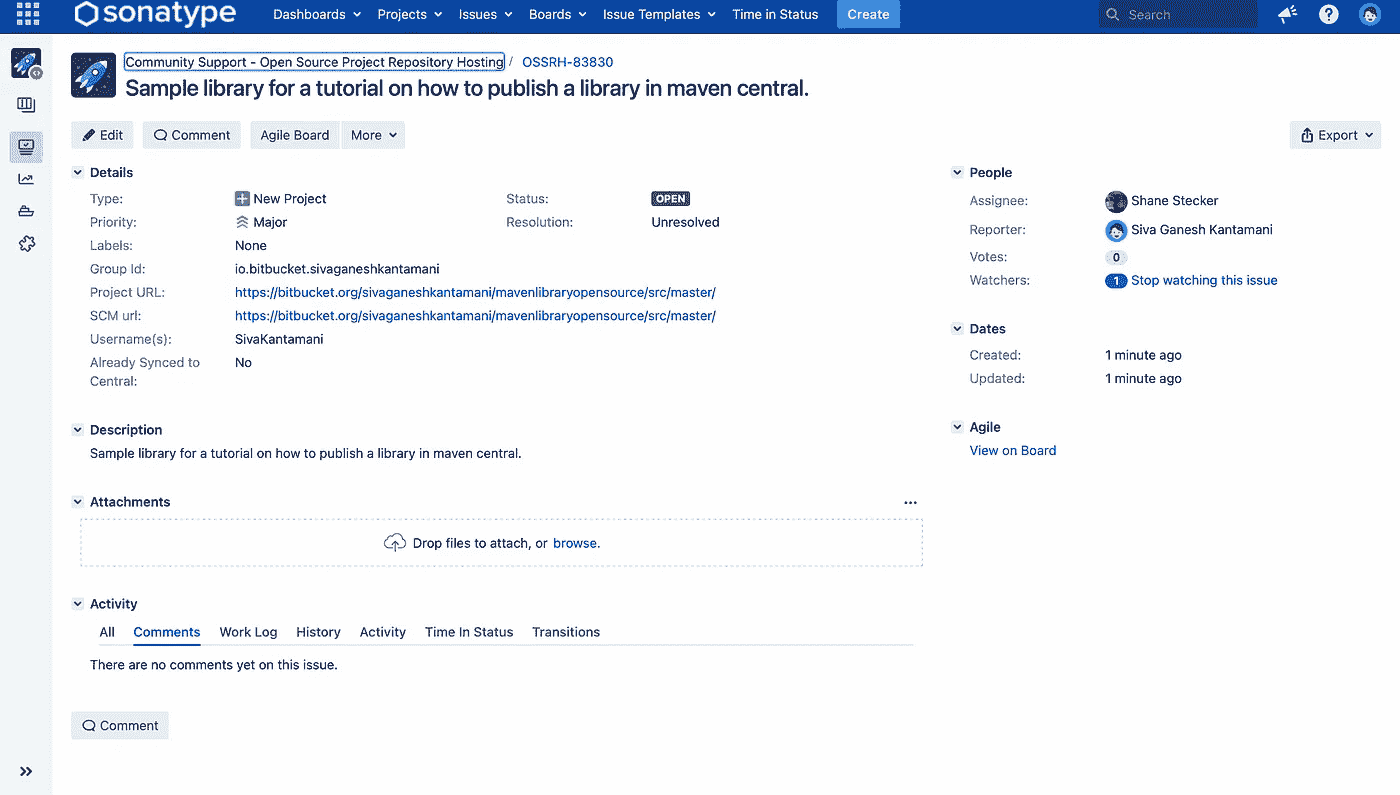 sonatype Dashboards Projects Issues Boards Issue Templates Time in Status Create Search
Community Support - Open Source Project Repository Hosting / OSSRH-83830
Sample library for a tutorial on how to publish a library in maven central.
Edit Comment Agile Board More Export
Details
Type: New Project Status: OPEN
Priority: Major Resolution: Unresolved
Labels: None
Group Id: io.bitbucket.sivaganeshkantamani
Project URL: https://bitbucket.org/sivaganeshkantamani/mavenlibraryopensource/src/master/
SCM url: https://bitbucket.org/sivaganeshkantamani/mavenlibraryopensource/src/master/
Username(s): SivaKantamani
Already Synced to No
Central:
People
Assignee: Shane Stecker
Reporter: Siva Ganesh Kantamani
Votes: 0
Watchers: 1 Stop watching this issue
Dates
Created: 1 minute ago
Updated: 1 minute ago
Agile
View on Board
Description
Sample library for a tutorial on how to publish a library in maven central.
Attachments
Drop files to attach, or browse.
Activity
All Comments Work Log History Activity Time In Status Transitions
There are no comments yet on this issue.
Comment